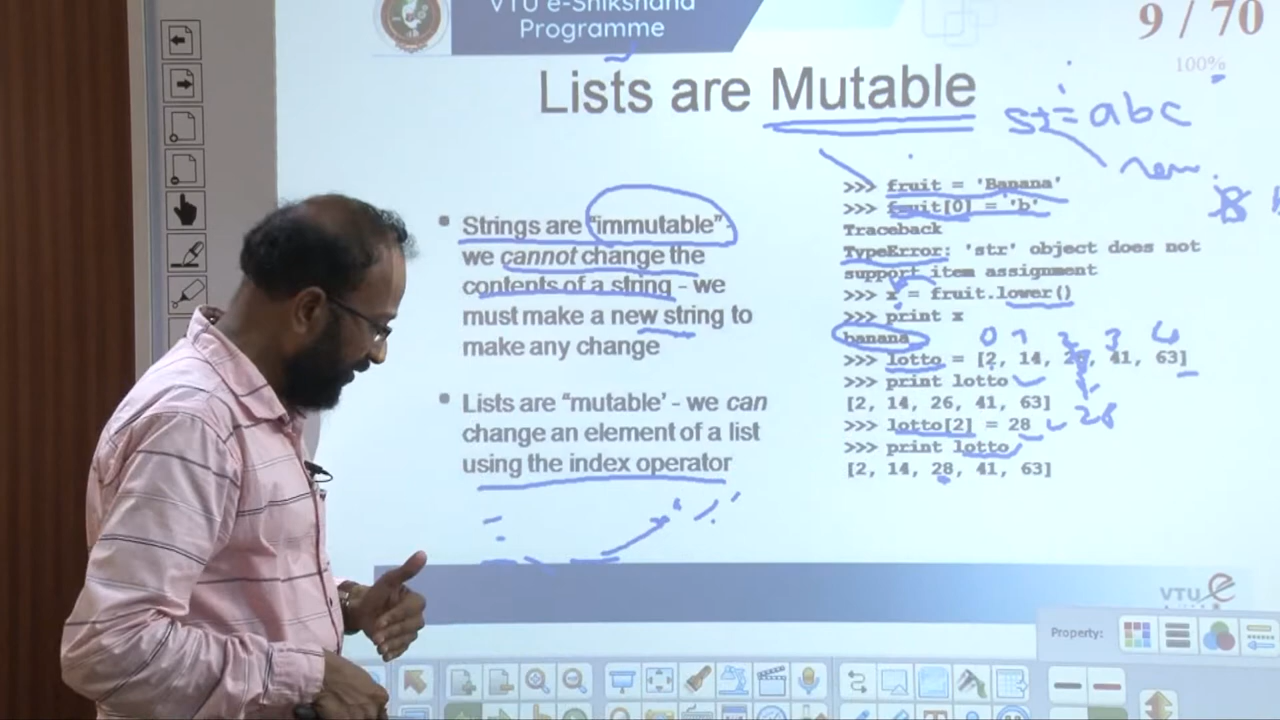 VTU e-Shikshana
Programme
9 / 70
100%
Lists are Mutable
st=abc
new
Strings are "immutable" -
we cannot change the
contents of a string - we
must make a new string to
make any change
Lists are "mutable' - we can
change an element of a list
using the index operator
>>> fruit = 'Banana'
>>> fruit[0] = 'b'
Traceback
TypeError: 'str' object does not
support item assignment
>>> x = fruit.lower()
>>> print x
banana
0 1 2 3 4
>>> lotto = [2, 14, 26, 41, 63]
>>> print lotto
[2, 14, 26, 41, 63]
>>> lotto[2] = 28
28
>>> print lotto
[2, 14, 28, 41, 63]
VTU e
Property: